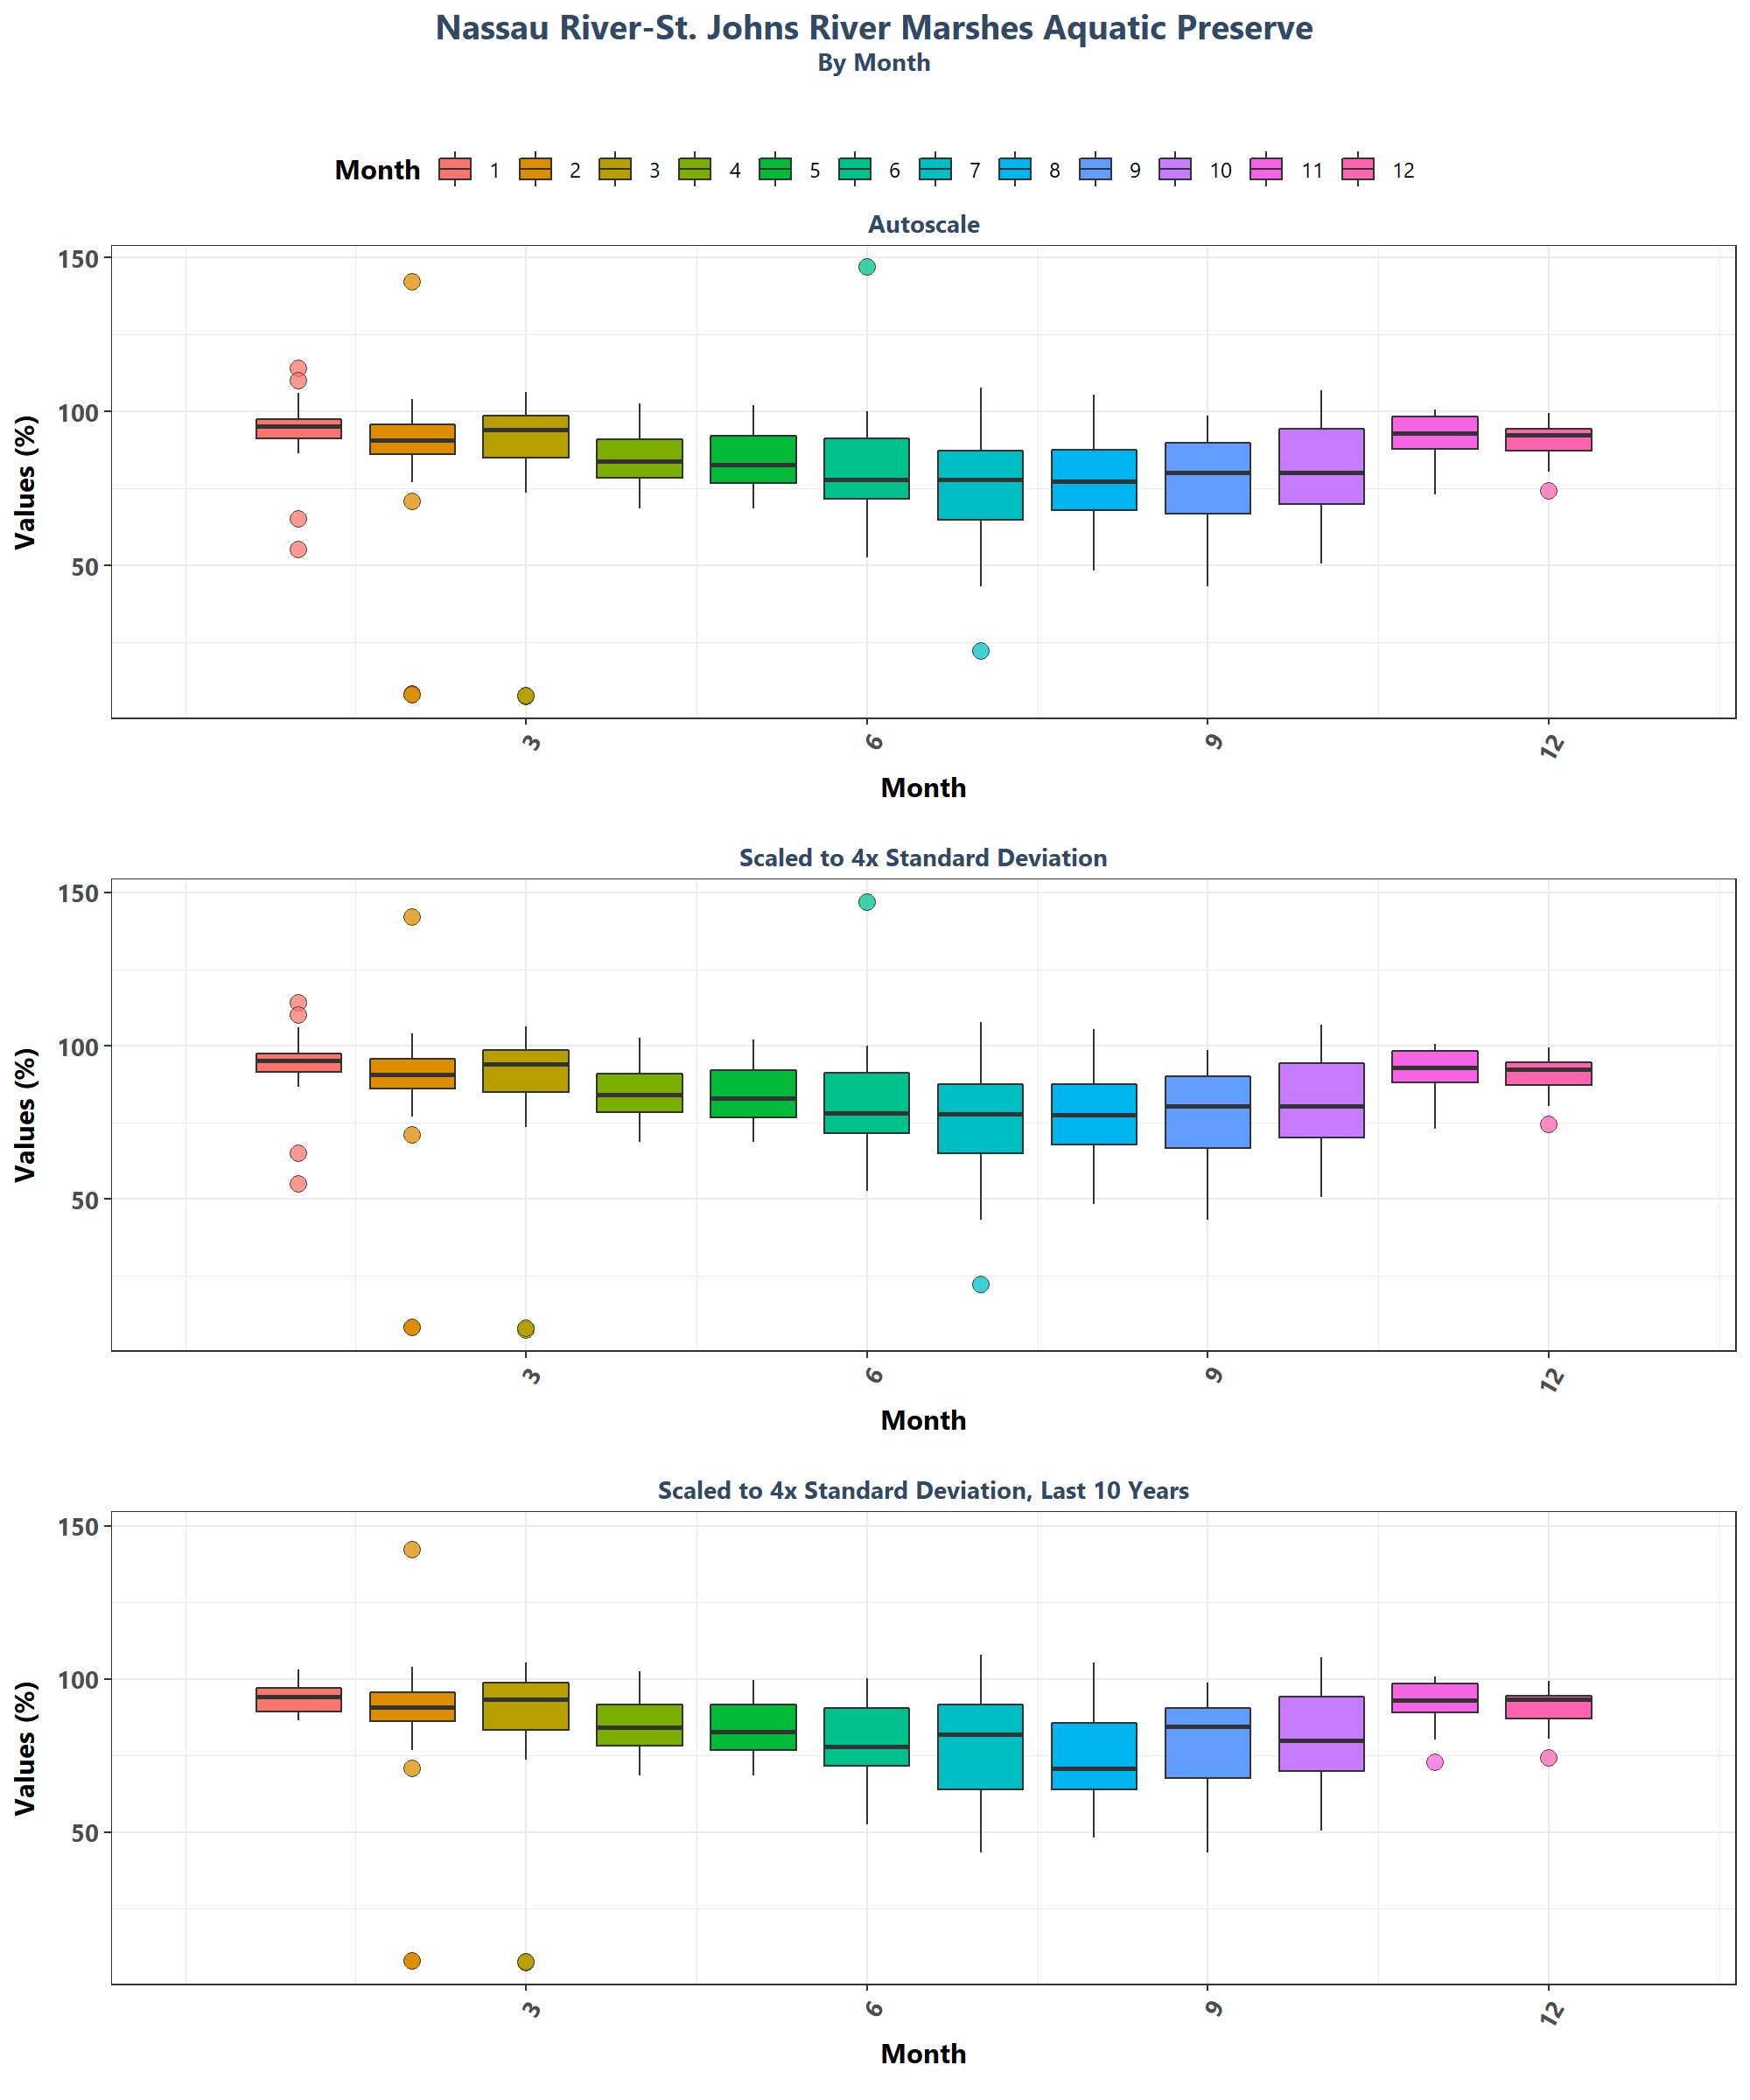 Nassau River-St. Johns River Marshes Aquatic Preserve
By Month
Month 1 2 3 4 5 6 7 8 9 10 11 12
Autoscale
Values (%)
150
100
50
3 6 9 12
Month
Scaled to 4x Standard Deviation
Values (%)
150
100
50
3 6 9 12
Month
Scaled to 4x Standard Deviation, Last 10 Years
Values (%)
150
100
50
3 6 9 12
Month